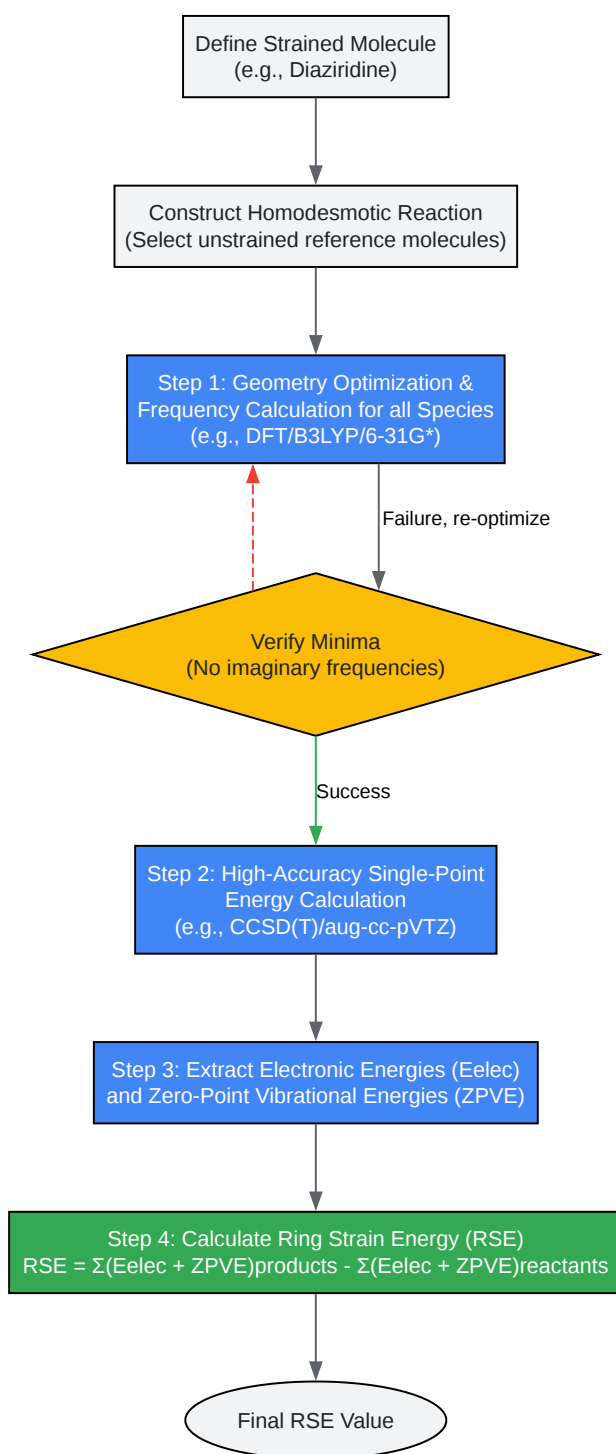 Define Strained Molecule
(e.g., Diaziridine)
Construct Homodesmotic Reaction
(Select unstrained reference molecules)
Step 1: Geometry Optimization &
Frequency Calculation for all Species
(e.g., DFT/B3LYP/6-31G*)
Failure, re-optimize
Verify Minima
(No imaginary frequencies)
Success
Step 2: High-Accuracy Single-Point
Energy Calculation
(e.g., CCSD(T)/aug-cc-pVTZ)
Step 3: Extract Electronic Energies (Eelec)
and Zero-Point Vibrational Energies (ZPVE)
Step 4: Calculate Ring Strain Energy (RSE)
RSE = Σ(Eelec + ZPVE)products - Σ(Eelec + ZPVE)reactants
Final RSE Value